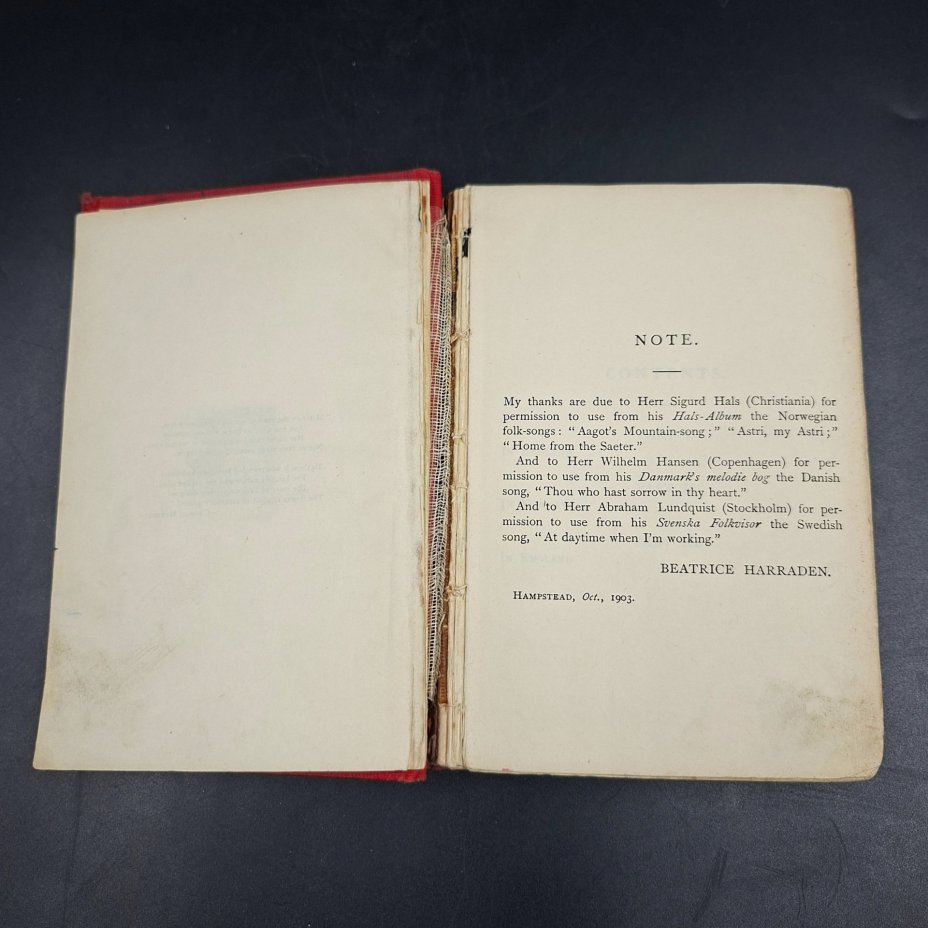 NOTE.
CONTENTS.
My thanks are due to Herr Sigurd Hals (Christiania) for
permission to use from his Hals-Album the Norwegian
folk-songs: "Aagot's Mountain-song;" "Astri, my Astri;"
"Home from the Saeter."
And to Herr Wilhelm Hansen (Copenhagen) for per-
mission to use from his Danmark's melodie bog the Danish
song, "Thou who hast sorrow in thy heart."
And to Herr Abraham Lundquist (Stockholm) for per-
mission to use from his Svenska Folkvisor the Swedish
song, "At daytime when I'm working."
BEATRICE HARRADEN.
HAMPSTEAD, Oct., 1903.